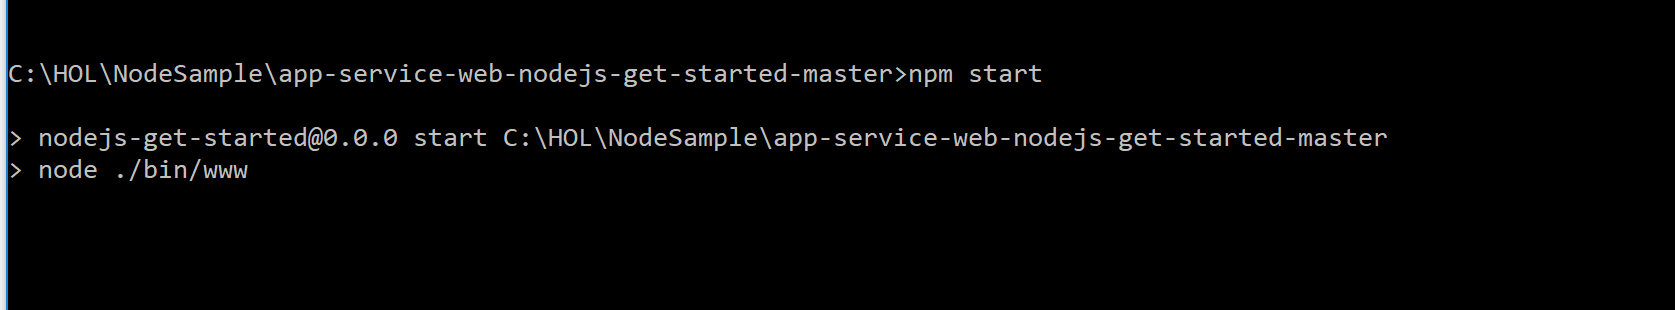 C:\HOL\NodeSample\app-service-web-nodejs-get-started-master>npm start
> nodejs-get-started@0.0.0 start C:\HOL\NodeSample\app-service-web-nodejs-get-started-master
> node ./bin/www